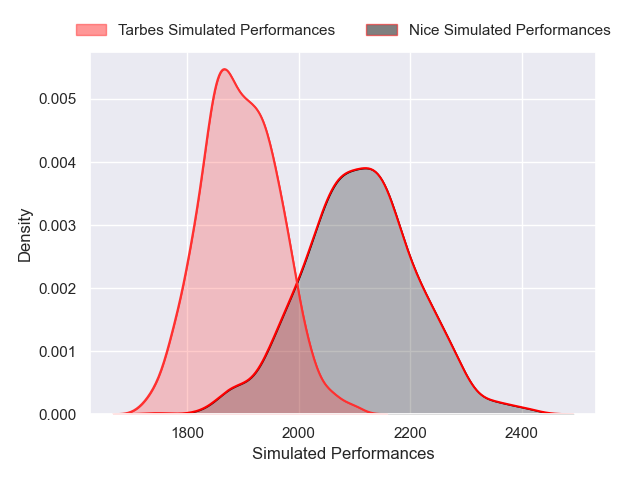 Tarbes Simulated Performances
Nice Simulated Performances
Density
0.005
0.004
0.003
0.002
0.001
0.000
1800
2000
2200
2400
Simulated Performances